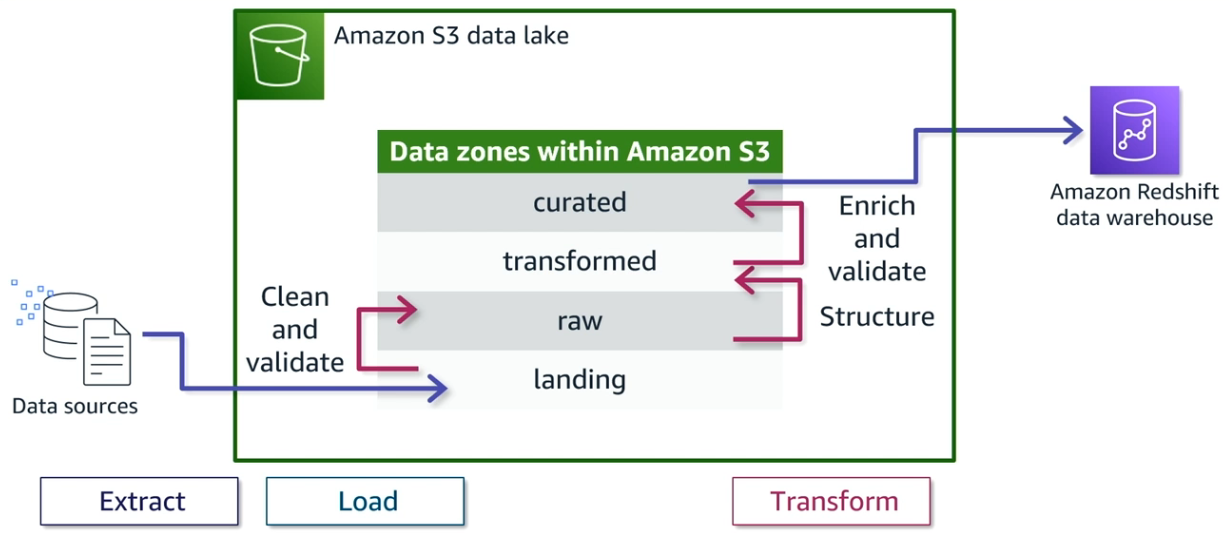 Amazon S3 data lake
Data zones within Amazon S3
curated
transformed
raw
landing
Clean
and
validate
Enrich
and
validate
Structure
Data sources
Amazon Redshift
data warehouse
Extract
Load
Transform